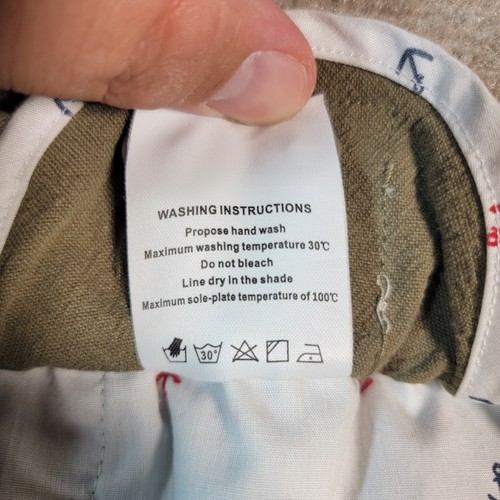 WASHING INSTRUCTIONS
Propose hand wash
Maximum washing temperature 30℃
Do not bleach
Line dry in the shade
Maximum sole-plate temperature of 100℃
30°